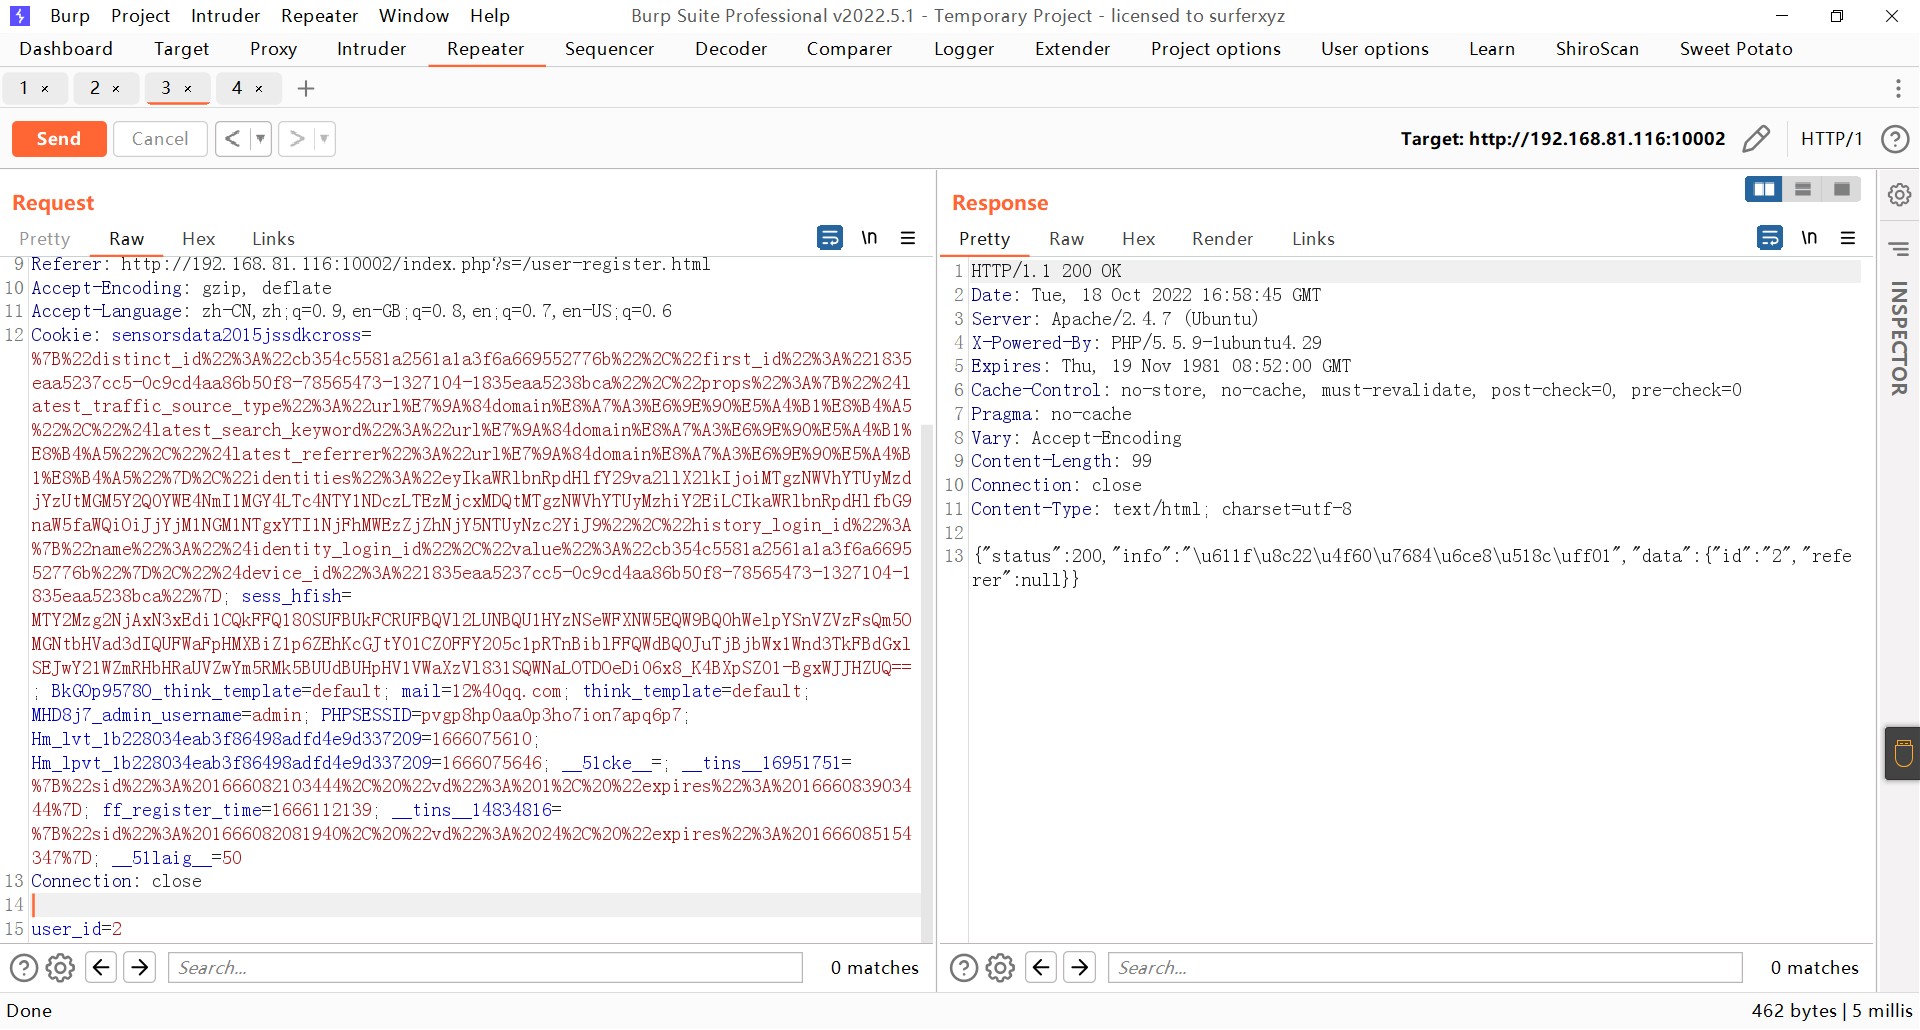 Burp Project Intruder Repeater Window Help Burp Suite Professional v2022.5.1 - Temporary Project - licensed to surferxyz
Dashboard Target Proxy Intruder Repeater Sequencer Decoder Comparer Logger Extender Project options User options Learn ShiroScan Sweet Potato
1 × 2 × 3 × 4 × +
Send Cancel < > Target: http://192.168.81.116:10002 HTTP/1 ?
Request
Pretty Raw Hex Links \n
9 Referer: http://192.168.81.116:10002/index.php?s=/user-register.html
10 Accept-Encoding: gzip, deflate
11 Accept-Language: zh-CN,zh;q=0.9,en-GB;q=0.8,en;q=0.7,en-US;q=0.6
12 Cookie: sensorsdata2015jssdkcross=
%7B%22distinct_id%22%3A%22cb354c5581a2561a1a3f6a669552776b%22%2C%22first_id%22%3A%221835
eaa5237cc5-0c9cd4aa86b50f8-78565473-1327104-1835eaa5238bca%22%2C%22props%22%3A%7B%22%24l
atest_traffic_source_type%22%3A%22url%E7%9A%84domain%E8%A7%A3%E6%9E%90%E5%A4%B1%E8%B4%A5
%22%2C%22%24latest_search_keyword%22%3A%22url%E7%9A%84domain%E8%A7%A3%E6%9E%90%E5%A4%B1%
E8%B4%A5%22%2C%22%24latest_referrer%22%3A%22url%E7%9A%84domain%E8%A7%A3%E6%9E%90%E5%A4%B
1%E8%B4%A5%22%7D%2C%22identities%22%3A%22eyIkaWRlbnRpdHlfY29va2llX2lkIjoiMTgzNWVhYTUyMzd
jYzUtMGM5Y2Q0YWE4NmI1MGY4LTc4NTY1NDczLTEzMjcxMDQtMTgzNWVhYTUyMzhiY2EiLCIkaWRlbnRpdHlfbG9
naW5faWQiOiJjYjM1NGM1NTgxYTI1NjFhMWEzZjZhNjY5NTUyNzc2YiJ9%22%2C%22history_login_id%22%3A
%7B%22name%22%3A%22%24identity_login_id%22%2C%22value%22%3A%22cb354c5581a2561a1a3f6a6695
52776b%22%7D%2C%22%24device_id%22%3A%221835eaa5237cc5-0c9cd4aa86b50f8-78565473-1327104-1
835eaa5238bca%22%7D; sess_hfish=
; BkGOp9578O_think_template=default; mail=12%40qq.com; think_template=default;
MHD8j7_admin_username=admin; PHPSESSID=pvgp8hp0aa0p3ho7ion7apq6p7;
Hm_lvt_1b228034eab3f86498adfd4e9d337209=1666075610;
Hm_lpvt_1b228034eab3f86498adfd4e9d337209=1666075646; __51cke__=; __tins__16951751=
%7B%22sid%22%3A%201666082103444%2C%20%22vd%22%3A%201%2C%20%22expires%22%3A%2016660839034
44%7D; ff_register_time=1666112139; __tins__14834816=
%7B%22sid%22%3A%201666082081940%2C%20%22vd%22%3A%2024%2C%20%22expires%22%3A%201666085154
347%7D; __51laig__=50
13 Connection: close
14
15 user_id=2
? Search... 0 matches
Response
Pretty Raw Hex Render Links \n
1 HTTP/1.1 200 OK
2 Date: Tue, 18 Oct 2022 16:58:45 GMT
3 Server: Apache/2.4.7 (Ubuntu)
4 X-Powered-By: PHP/5.5.9-1ubuntu4.29
5 Expires: Thu, 19 Nov 1981 08:52:00 GMT
6 Cache-Control: no-store, no-cache, must-revalidate, post-check=0, pre-check=0
7 Pragma: no-cache
8 Vary: Accept-Encoding
9 Content-Length: 99
10 Connection: close
11 Content-Type: text/html; charset=utf-8
12
13 {"status":200,"info":"\u611f\u8c22\u4f60\u7684\u6ce8\u518c\uff01","data":{"id":"2","refe
rer":null}}
? Search... 0 matches
INSPECTOR
Done 462 bytes | 5 millis